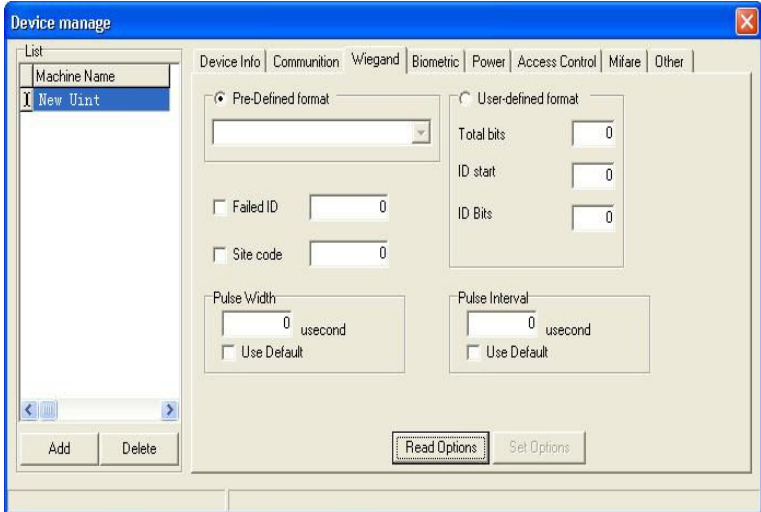 Device manage
List
Machine Name
New Uint
Add
Delete
Device Info
Communition
Wiegand
Biometric
Power
Access Control
Mifare
Other
Pre-Defined format
User-defined format
Total bits 0
ID start 0
ID Bits 0
Failed ID 0
Site code 0
Pulse Width
0 usecond
Use Default
Pulse Interval
0 usecond
Use Default
Read Options
Set Options